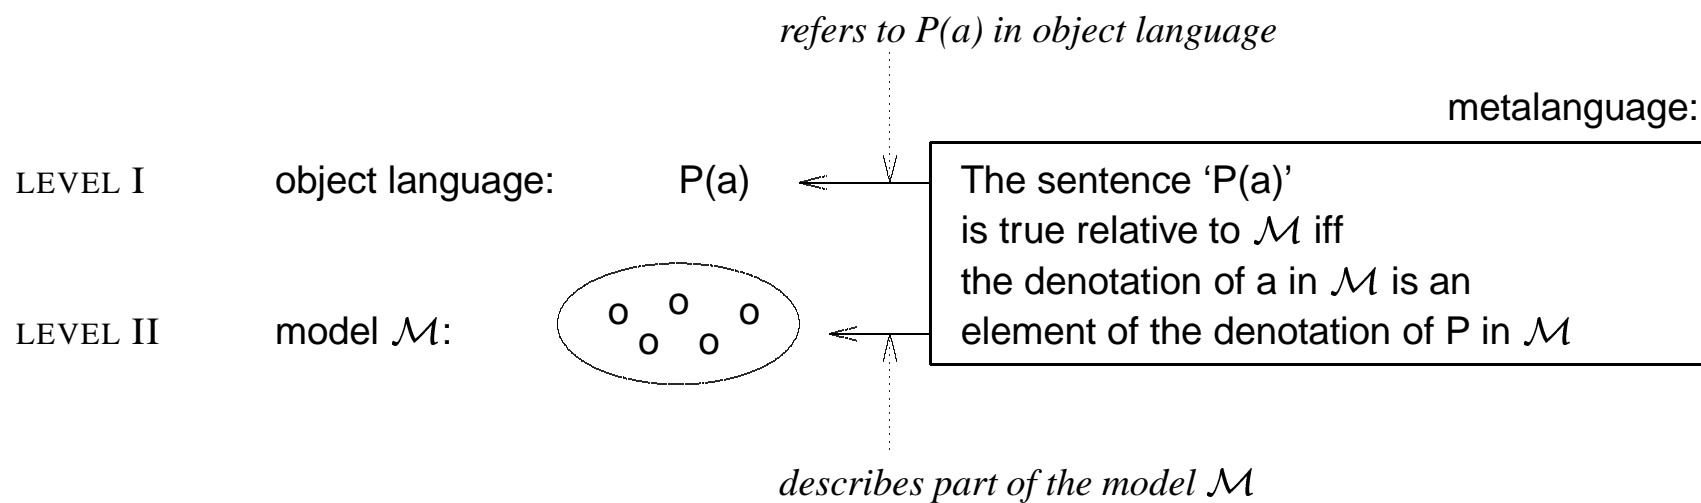 refers to P(a) in object language
metalanguage:
LEVEL I object language: P(a) The sentence ‘P(a)’
is true relative to ℳ iff
the denotation of a in ℳ is an
o o o
o o
LEVEL II model ℳ: element of the denotation of P in ℳ
describes part of the model ℳ